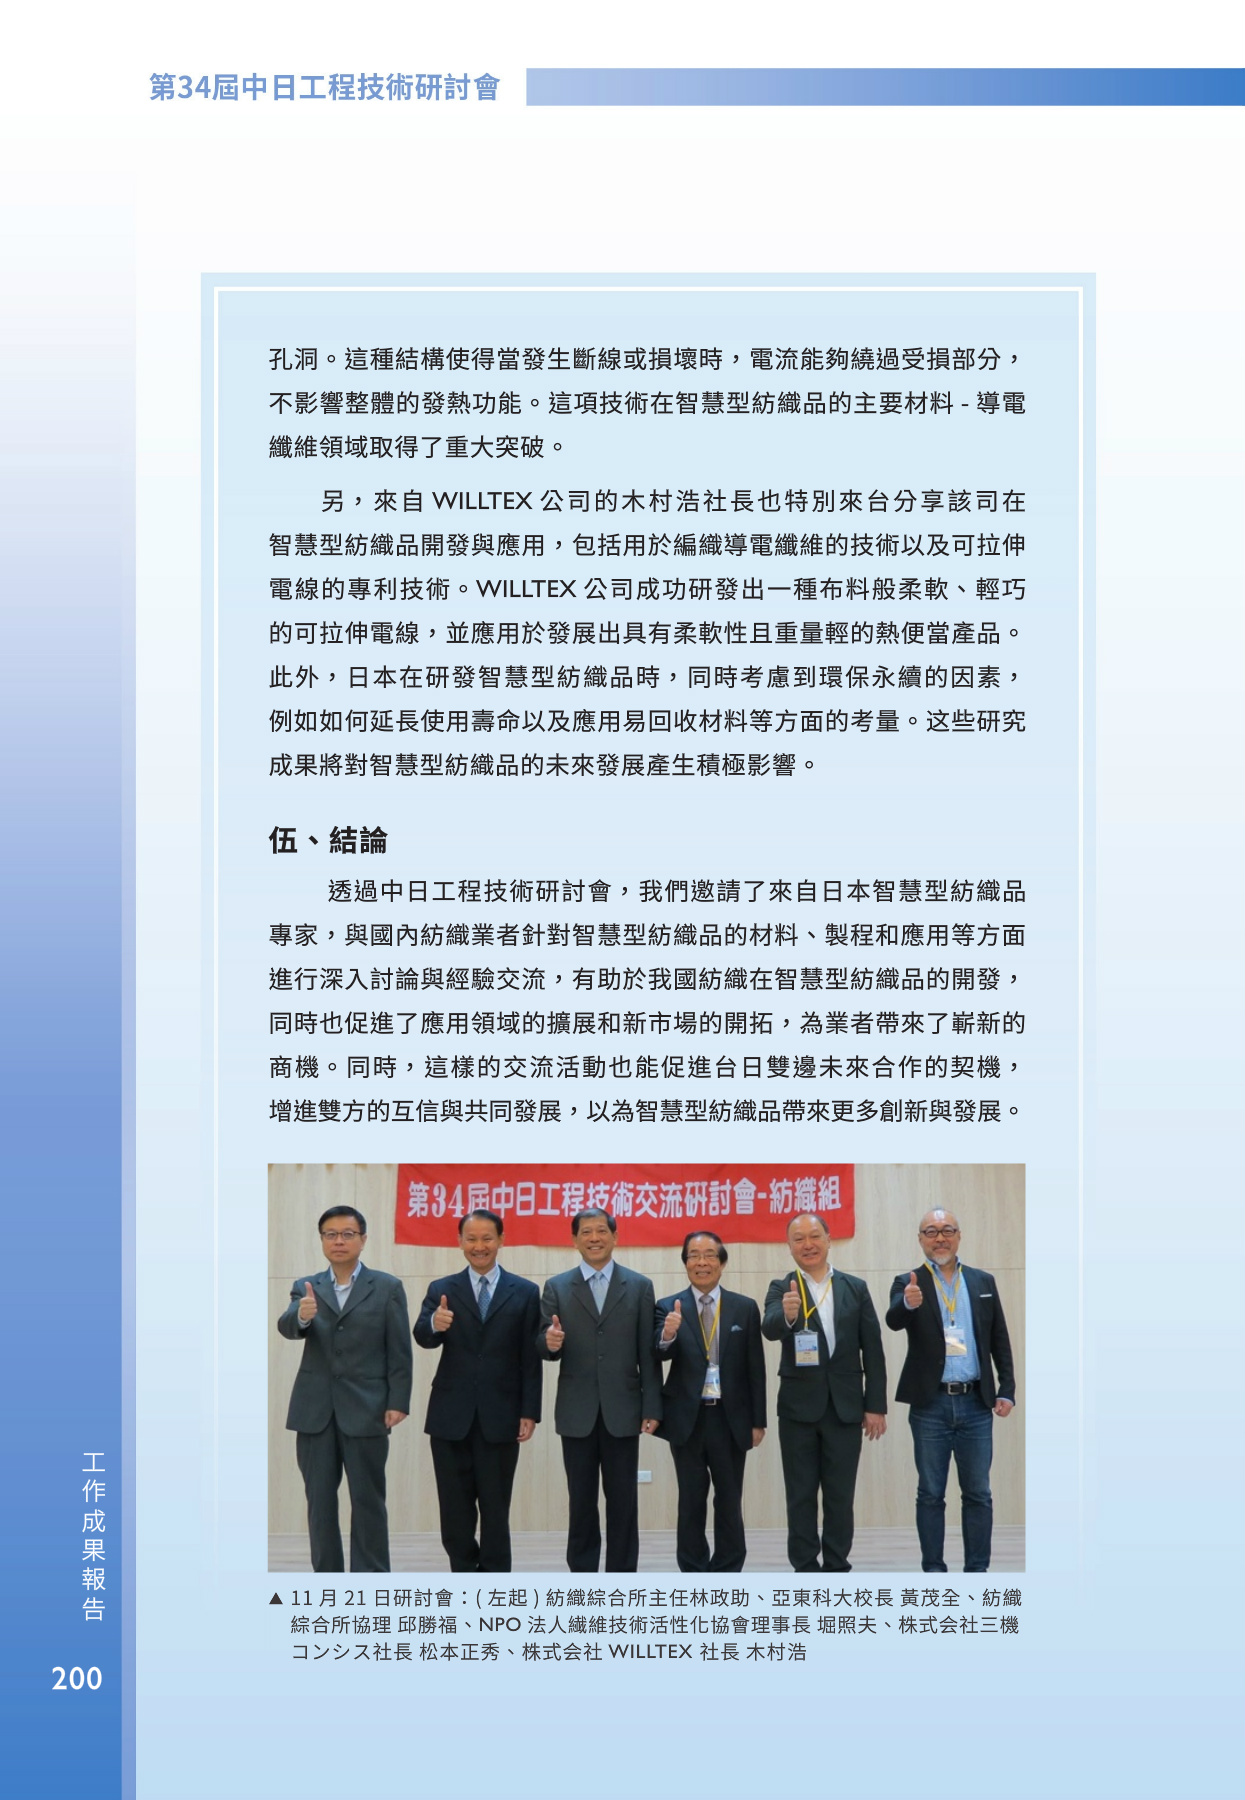 第34屆中日工程技術研討會
孔洞。這種結構使得當發生斷線或損壞時，電流能夠繞過受損部分，
不影響整體的發熱功能。這項技術在智慧型紡織品的主要材料 - 導電
纖維領域取得了重大突破。
另，來自 WILLTEX 公司的木村浩社長也特別來台分享該司在
智慧型紡織品開發與應用，包括用於編織導電纖維的技術以及可拉伸
電線的專利技術。WILLTEX 公司成功研發出一種布料般柔軟、輕巧
的可拉伸電線，並應用於發展出具有柔軟性且重量輕的熱便當產品。
此外，日本在研發智慧型紡織品時，同時考慮到環保永續的因素，
例如如何延長使用壽命以及應用易回收材料等方面的考量。这些研究
成果將對智慧型紡織品的未來發展產生積極影響。
伍、結論
透過中日工程技術研討會，我們邀請了來自日本智慧型紡織品
專家，與國內紡織業者針對智慧型紡織品的材料、製程和應用等方面
進行深入討論與經驗交流，有助於我國紡織在智慧型紡織品的開發，
同時也促進了應用領域的擴展和新市場的開拓，為業者帶來了嶄新的
商機。同時，這樣的交流活動也能促進台日雙邊未來合作的契機，
增進雙方的互信與共同發展，以為智慧型紡織品帶來更多創新與發展。
第34屆中日工程技術交流研討會-紡織組
▲ 11 月 21 日研討會：( 左起 ) 紡織綜合所主任林政助、亞東科大校長 黃茂全、紡織
綜合所協理 邱勝福、NPO 法人繊維技術活性化協會理事長 堀照夫、株式会社三機
コンシス社長 松本正秀、株式会社 WILLTEX 社長 木村浩
工作成果報告
200